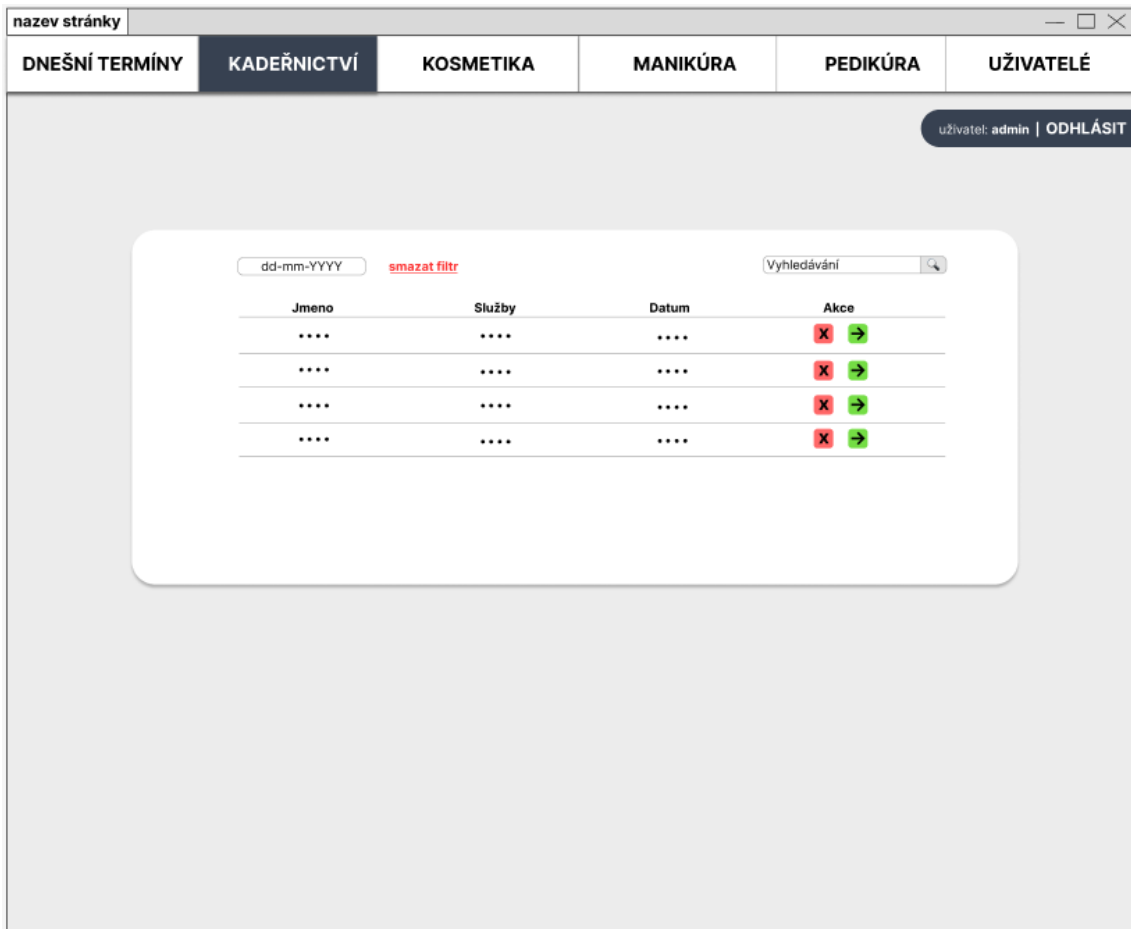 nazev stránky
DNEŠNÍ TERMÍNY KADEŘNICTVÍ KOSMETIKA MANIKÚRA PEDIKÚRA UŽIVATELÉ
uživatel: admin | ODHLÁSIT
dd-mm-YYYY smazat filtr Vyhledávání
Jmeno Služby Datum Akce
•••• •••• •••• X →
•••• •••• •••• X →
•••• •••• •••• X →
•••• •••• •••• X →